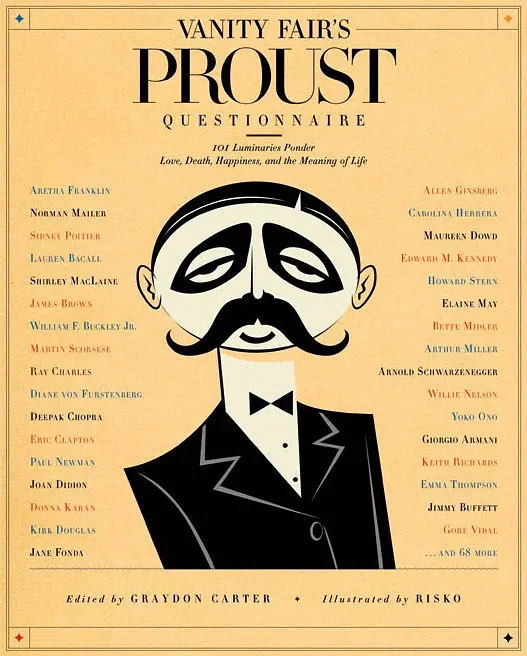 VANITY FAIR'S
PROUST
QUESTIONNAIRE
101 Luminaries Ponder
Love, Death, Happiness, and the Meaning of Life
Aretha Franklin
Norman Mailer
Sidney Poitier
Lauren Bacall
Shirley MacLaine
James Brown
William F. Buckley Jr.
Martin Scorsese
Ray Charles
Diane von Furstenberg
Deepak Chopra
Eric Clapton
Paul Newman
Joan Didion
Donna Karan
Kirk Douglas
Jane Fonda
Allen Ginsberg
Carolina Herrera
Maureen Dowd
Edward M. Kennedy
Howard Stern
Elaine May
Bette Midler
Arthur Miller
Arnold Schwarzenegger
Willie Nelson
Yoko Ono
Giorgio Armani
Keith Richards
Emma Thompson
Jimmy Buffett
Gore Vidal
...and 68 more
Edited by GRAYDON CARTER ✦ Illustrated by RISKO